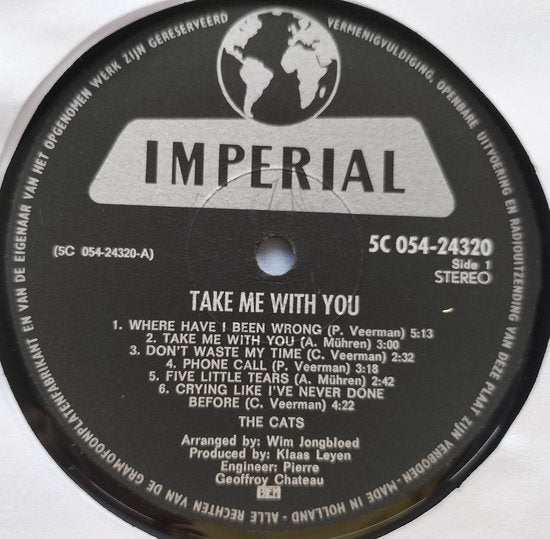 ALLE RECHTEN VAN DE GRAMOFOONPLATENFABRIKANT EN VAN DE EIGENAAR VAN HET OPGENOMEN WERK ZIJN GERESERVEERD
VERMENIGVULDIGING, OPENBARE UITVOERING EN RADIOUITZENDING VAN DEZE PLAAT ZIJN VERBODEN - MADE IN HOLLAND -
IMPERIAL
(5C 054-24320-A)
5C 054-24320
Side 1
STEREO
TAKE ME WITH YOU
1. WHERE HAVE I BEEN WRONG (P. Veerman) 5:13
2. TAKE ME WITH YOU (A. Mühren) 3:00
3. DON'T WASTE MY TIME (C. Veerman) 2:32
4. PHONE CALL (P. Veerman) 3:18
5. FIVE LITTLE TEARS (A. Mühren) 2:42
6. CRYING LIKE I'VE NEVER DONE
BEFORE (C. Veerman) 4:22
THE CATS
Arranged by: Wim Jongbloed
Produced by: Klaas Leyen
Engineer: Pierre
Geoffroy Chateau